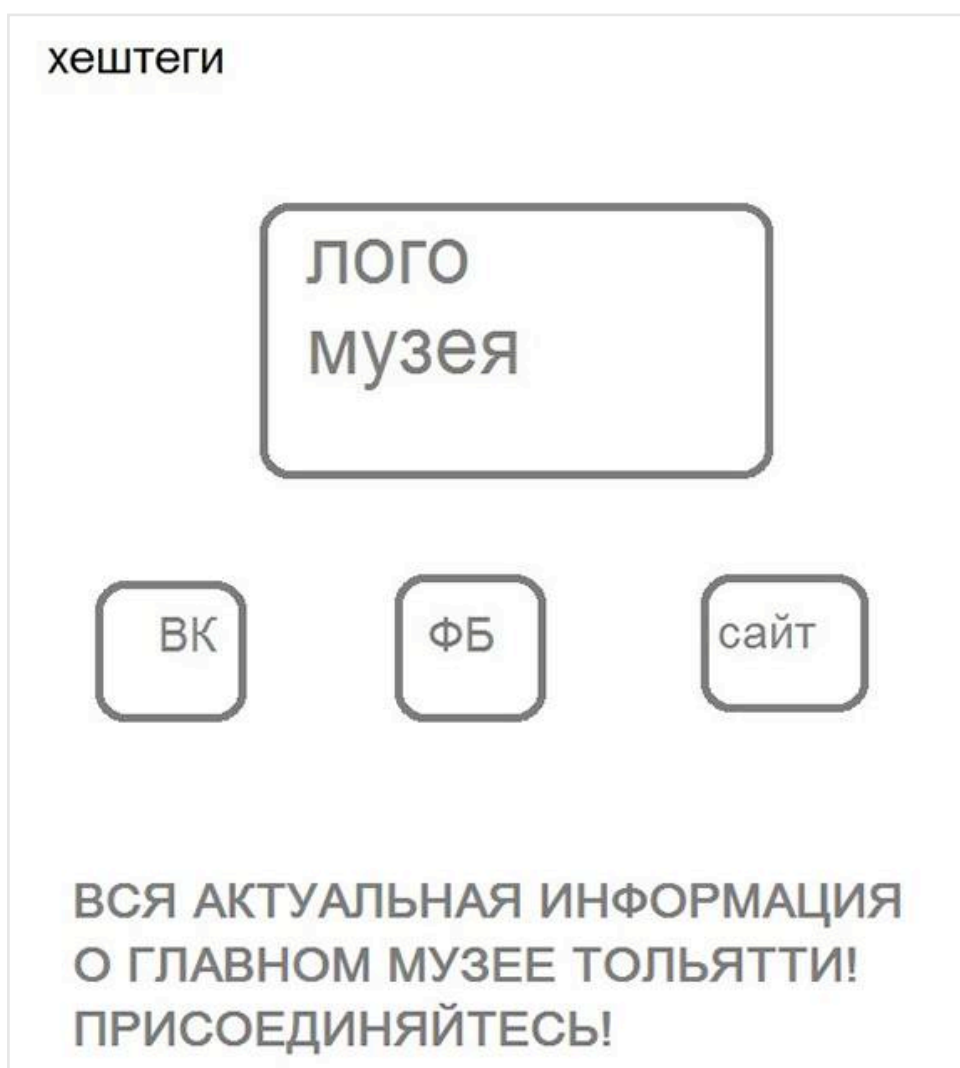 хештеги
лого
музея
ВК
ФБ
сайт
ВСЯ АКТУАЛЬНАЯ ИНФОРМАЦИЯ
О ГЛАВНОМ МУЗЕЕ ТОЛЬЯТТИ!
ПРИСОЕДИНЯЙТЕСЬ!